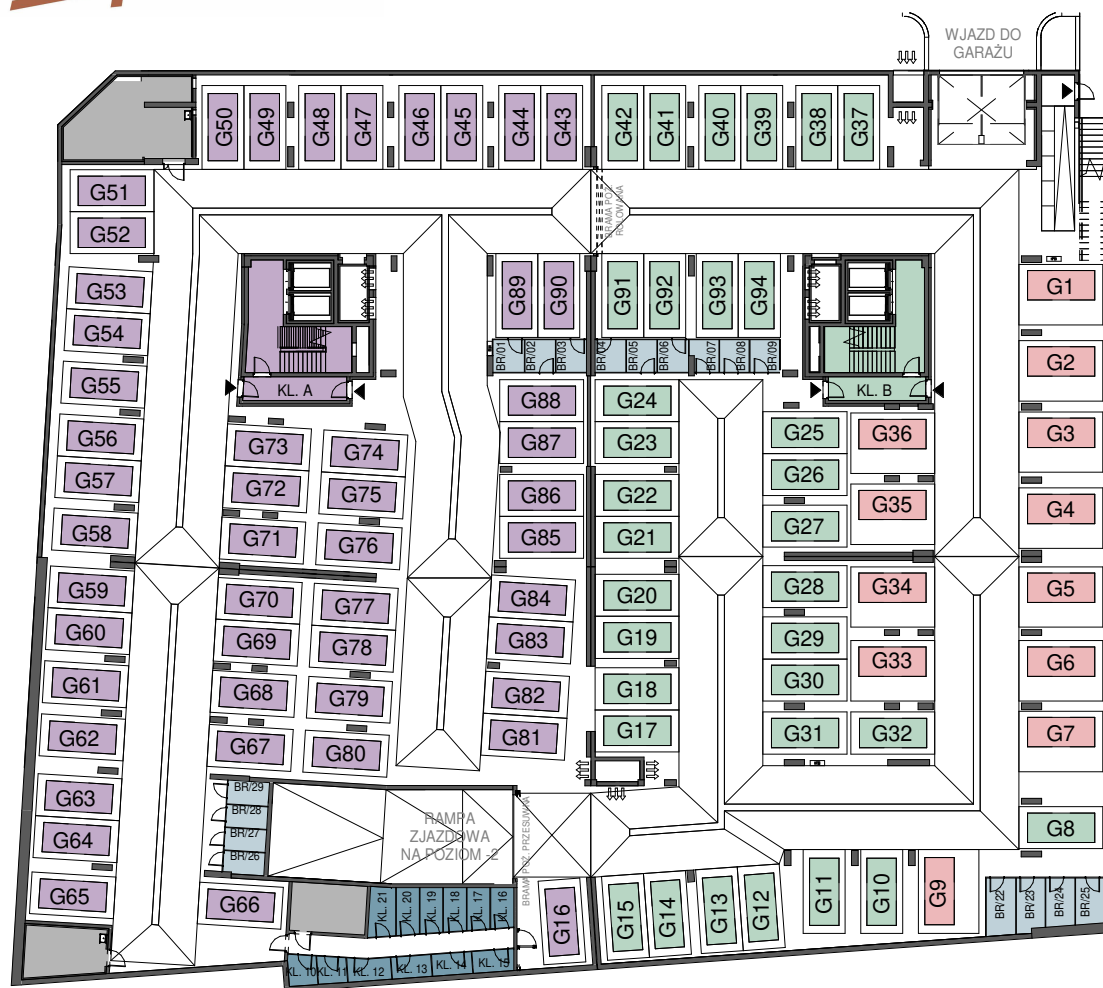 WJAZD DO
GARAŻU
G50
G49
G48
G47
G46
G45
G44
G43
G42
G41
G40
G39
G38
G37
G51
G52
BRAMA POŻ.
ROLOWANA
G53
G54
G55
G56
G57
G58
G89
G90
G91
G92
G93
G94
G1
G2
G3
G4
BR/01
BR/02
BR/03
BR/04
BR/05
BR/06
BR/07
BR/08
BR/09
KL. A
KL. B
G88
G87
G86
G85
G24
G23
G22
G21
G25
G26
G27
G36
G35
G73
G72
G71
G74
G75
G76
G59
G60
G61
G62
G63
G64
G65
G70
G69
G68
G67
G77
G78
G79
G80
G84
G83
G82
G81
G20
G19
G18
G17
G28
G29
G30
G31
G32
G34
G33
G5
G6
G7
G8
BR/29
BR/28
BR/27
BR/26
RAMPA
ZJAZDOWA
NA POZIOM -2
BRAMA POŻ. PRZESUWNA
G66
KL. 21
KL. 20
KL. 19
KL. 18
KL. 17
KL. 16
KL. 10
KL. 11
KL. 12
KL. 13
KL. 14
KL. 15
G16
G15
G14
G13
G12
G11
G10
G9
BR/22
BR/23
BR/24
BR/25